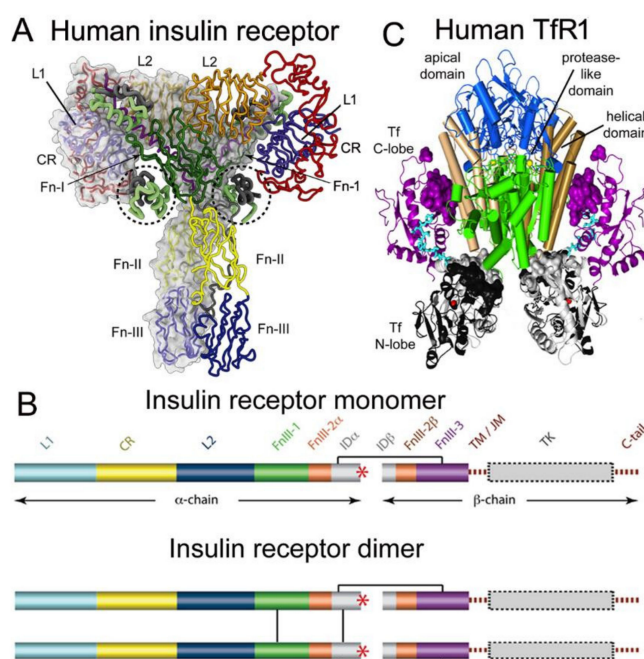 A Human insulin receptor
L2
L2
L1
L1
CR
CR
Fn-I
Fn-1
Fn-II
Fn-II
Fn-III
Fn-III
C Human TfR1
apical
domain
protease-
like domain
helical
domain
Tf
C-lobe
Tf
N-lobe
B Insulin receptor monomer
L1 CR L2 FnIII-1 FnIII-2α IDα IDβ FnIII-2β FnIII-3 TM / JM TK C-tail
*
α-chain β-chain
Insulin receptor dimer
*
*